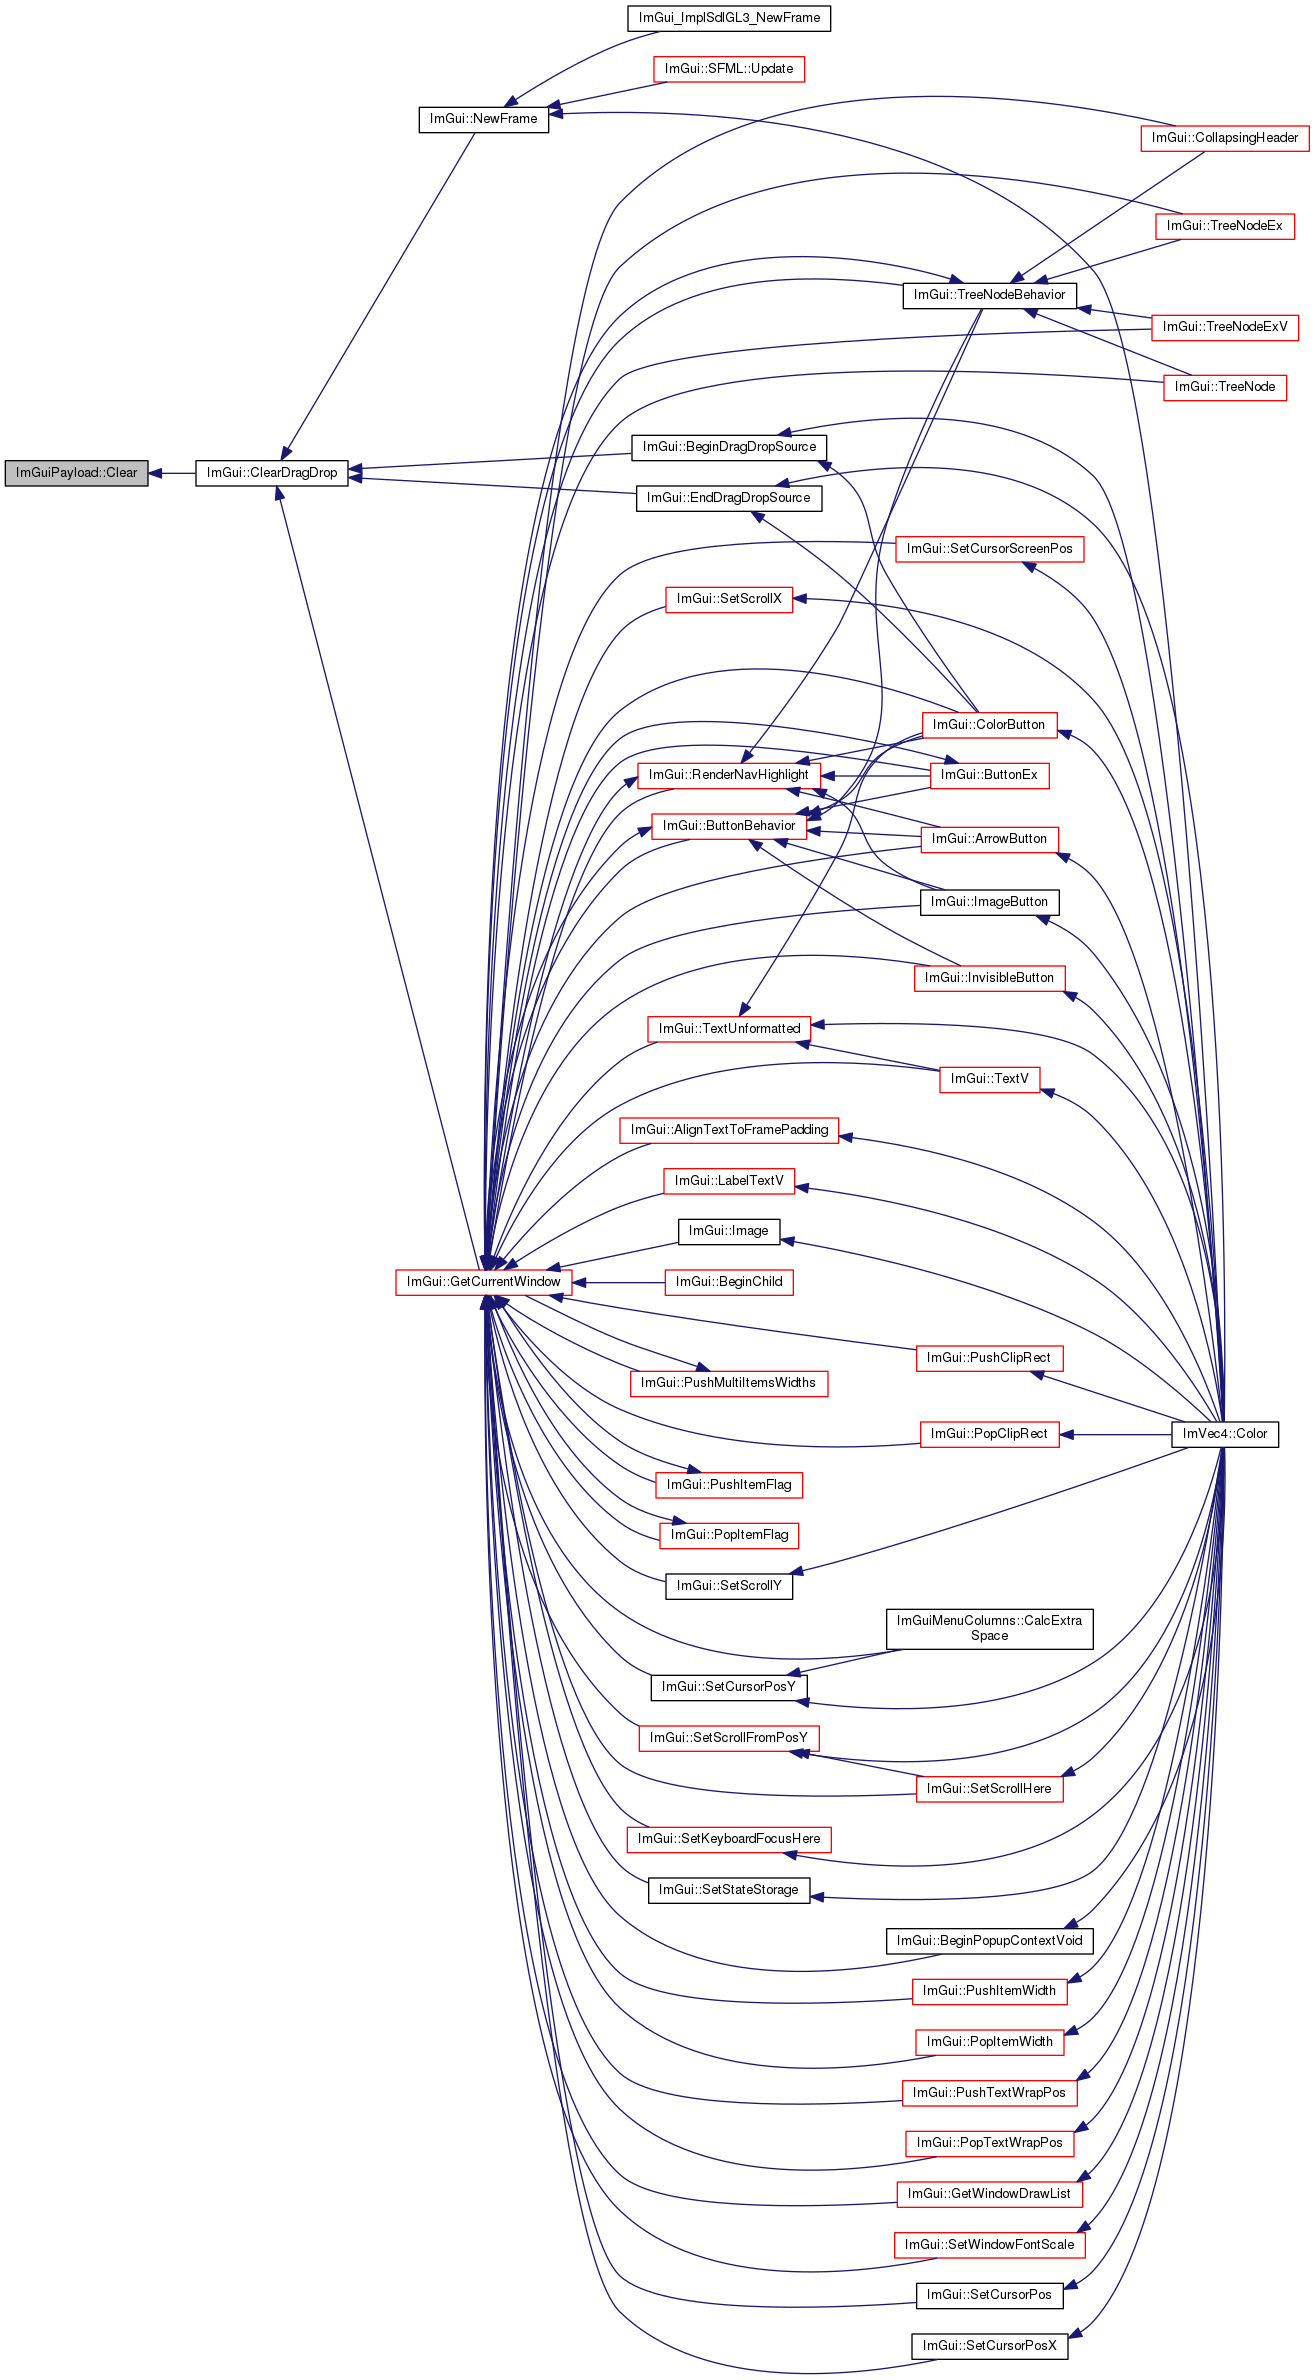 ImGui_ImplSdlGL3_NewFrame
ImGui::SFML::Update
ImGui::NewFrame
ImGui::CollapsingHeader
ImGui::TreeNodeEx
ImGui::TreeNodeBehavior
ImGui::TreeNodeExV
ImGui::TreeNode
ImGui::BeginDragDropSource
ImGuiPayload::Clear
ImGui::ClearDragDrop
ImGui::EndDragDropSource
ImGui::SetCursorScreenPos
ImGui::SetScrollX
ImGui::ColorButton
ImGui::RenderNavHighlight
ImGui::ButtonEx
ImGui::ButtonBehavior
ImGui::ArrowButton
ImGui::ImageButton
ImGui::InvisibleButton
ImGui::TextUnformatted
ImGui::TextV
ImGui::AlignTextToFramePadding
ImGui::LabelTextV
ImGui::Image
ImGui::GetCurrentWindow
ImGui::BeginChild
ImGui::PushClipRect
ImGui::PushMultiItemsWidths
ImGui::PopClipRect
ImVec4::Color
ImGui::PushItemFlag
ImGui::PopItemFlag
ImGui::SetScrollY
ImGuiMenuColumns::CalcExtra
Space
ImGui::SetCursorPosY
ImGui::SetScrollFromPosY
ImGui::SetScrollHere
ImGui::SetKeyboardFocusHere
ImGui::SetStateStorage
ImGui::BeginPopupContextVoid
ImGui::PushItemWidth
ImGui::PopItemWidth
ImGui::PushTextWrapPos
ImGui::PopTextWrapPos
ImGui::GetWindowDrawList
ImGui::SetWindowFontScale
ImGui::SetCursorPos
ImGui::SetCursorPosX